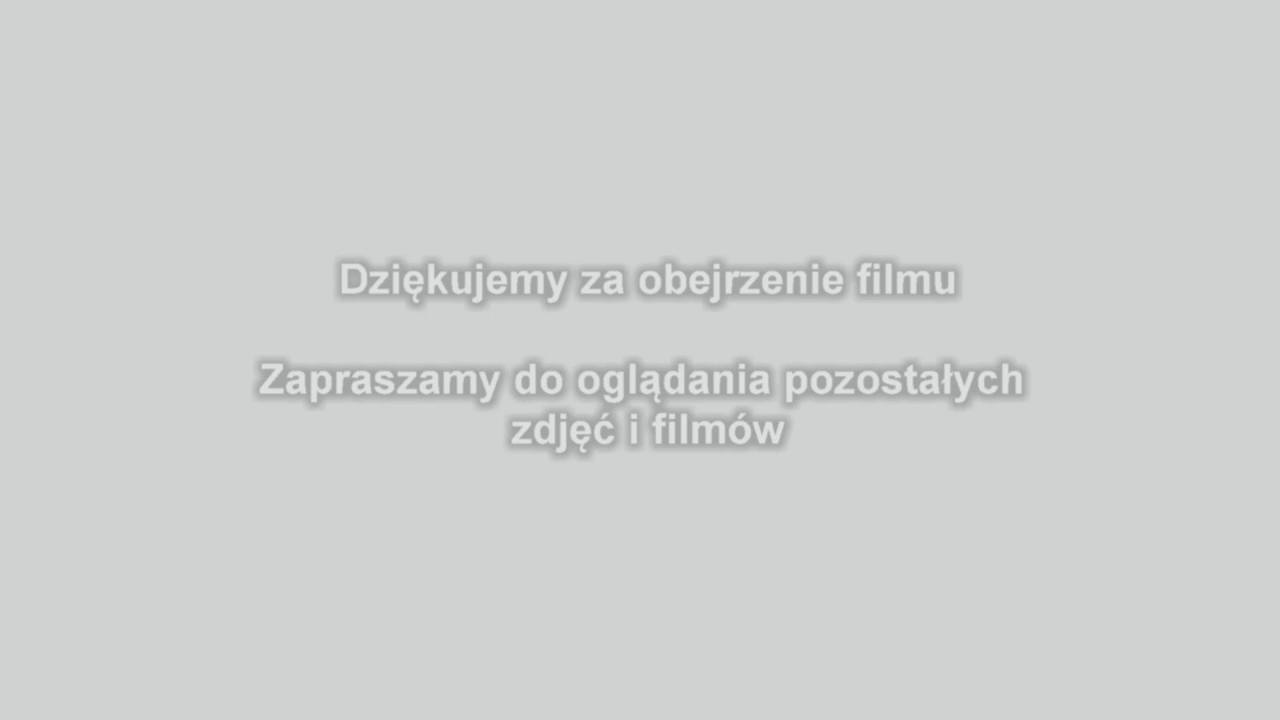 Dziękujemy za obejrzenie filmu
Zapraszamy do oglądania pozostałych
zdjęć i filmów